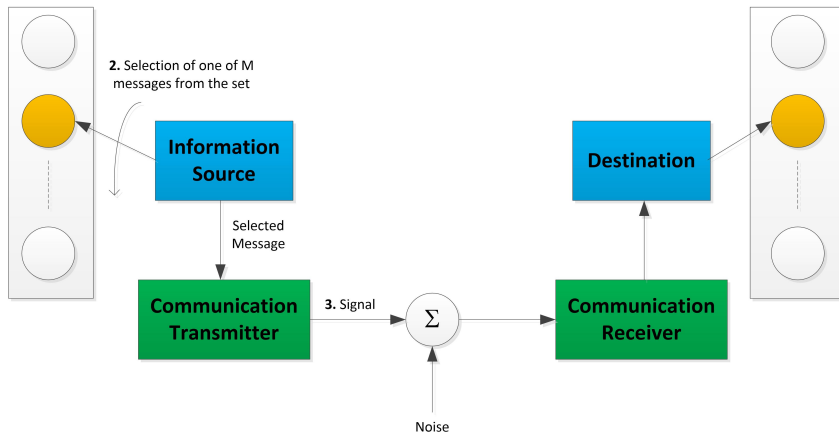 2. Selection of one of M
messages from the set
Information
Source
Destination
Selected
Message
Communication
Transmitter
3. Signal
Σ
Communication
Receiver
Noise